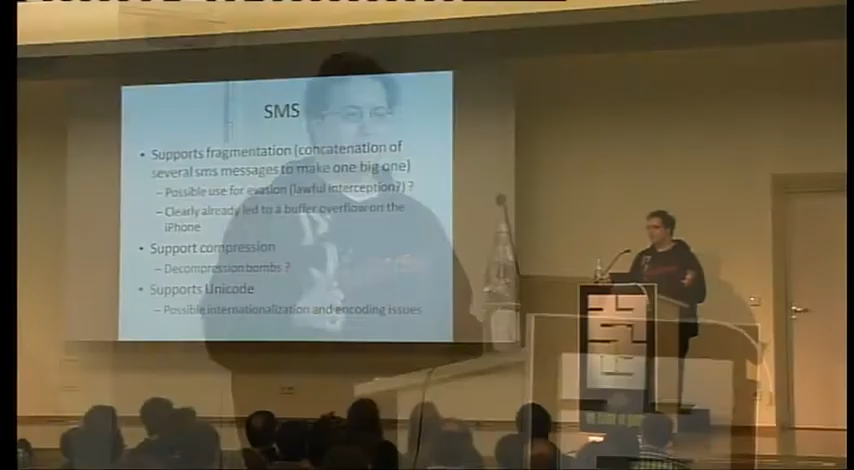 SMS
• Supports fragmentation (concatenation of
several sms messages to make one big one)
– Possible use for evasion (lawful interception?) ?
– Clearly already led to a buffer overflow on the
iPhone
• Support compression
– Decompression bombs ?
• Supports Unicode
– Possible internationalization and encoding issues